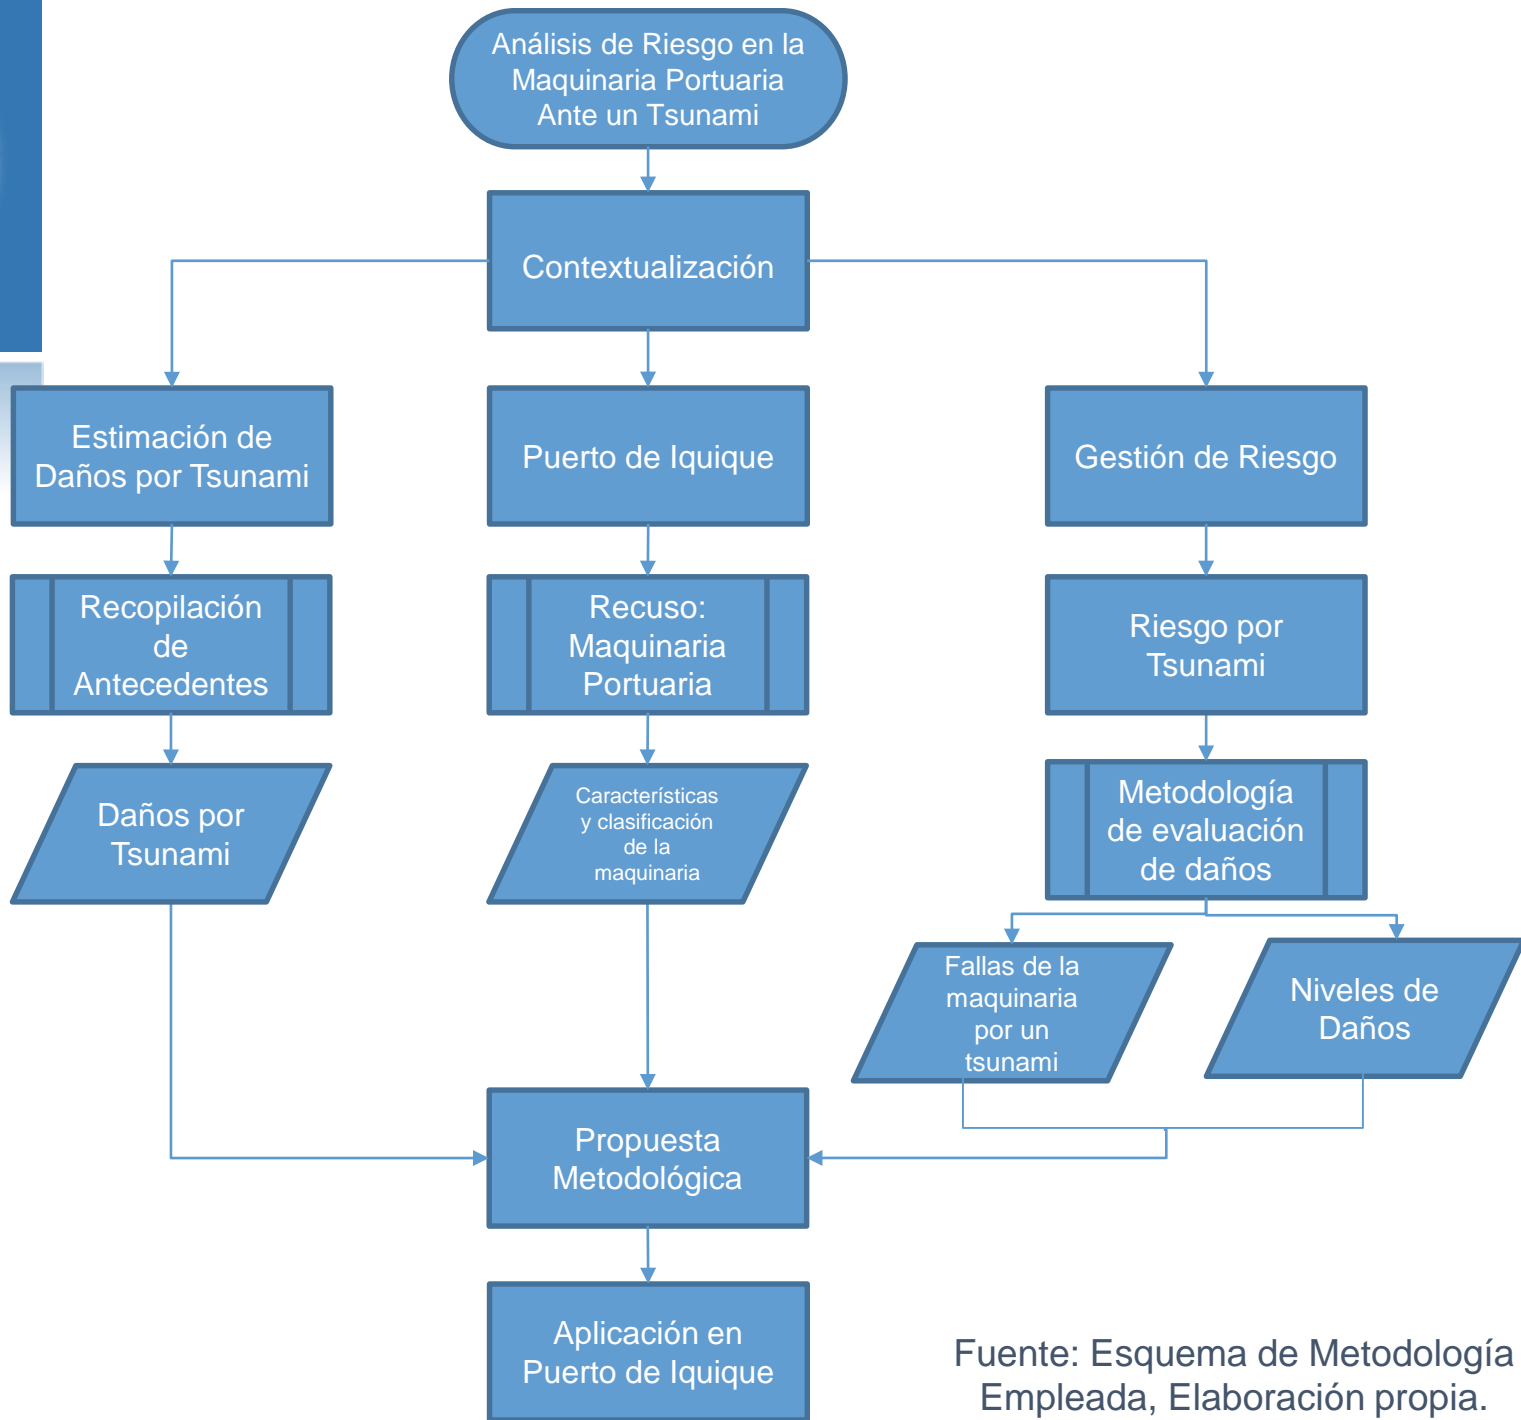 Análisis de Riesgo en la
Maquinaria Portuaria
Ante un Tsunami
Contextualización
Estimación de
Daños por Tsunami
Puerto de Iquique
Gestión de Riesgo
Recopilación
de
Antecedentes
Recuso:
Maquinaria
Portuaria
Riesgo por
Tsunami
Daños por
Tsunami
Características
y clasificación
de la
maquinaria
Metodología
de evaluación
de daños
Fallas de la
maquinaria
por un
tsunami
Niveles de
Daños
Propuesta
Metodológica
Aplicación en
Puerto de Iquique
Fuente: Esquema de Metodología
Empleada, Elaboración propia.